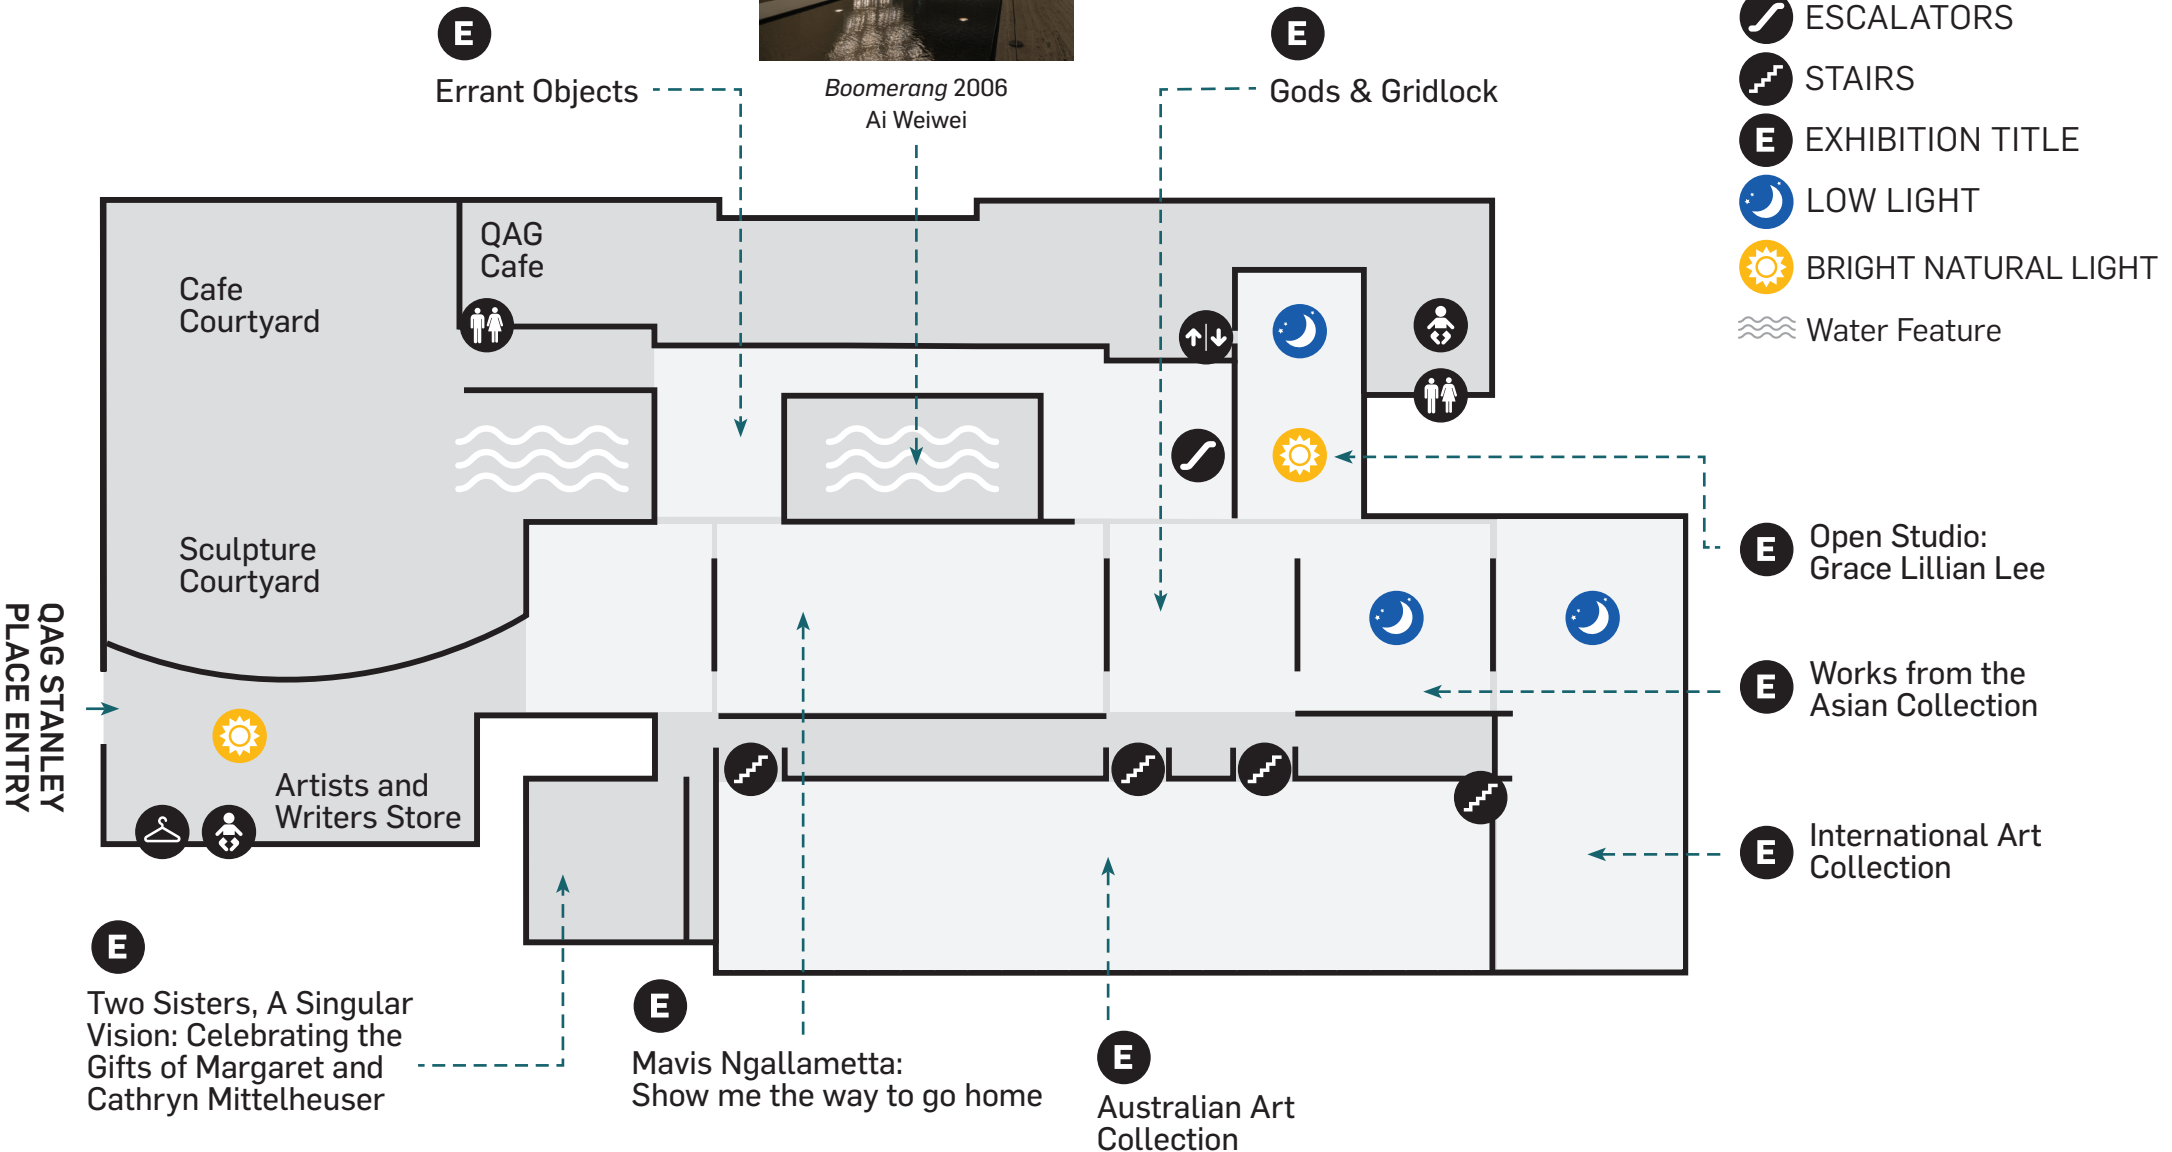 E
Errant Objects
Boomerang 2006
Ai Weiwei
E
Gods & Gridlock
ESCALATORS
STAIRS
E EXHIBITION TITLE
LOW LIGHT
BRIGHT NATURAL LIGHT
Water Feature
QAG
Cafe
Cafe
Courtyard
Sculpture
Courtyard
QAG STANLEY
PLACE ENTRY
Artists and
Writers Store
E
Open Studio:
Grace Lillian Lee
E
Works from the
Asian Collection
E
International Art
Collection
E
Two Sisters, A Singular
Vision: Celebrating the
Gifts of Margaret and
Cathryn Mittelheuser
E
Mavis Ngallametta:
Show me the way to go home
E
Australian Art
Collection